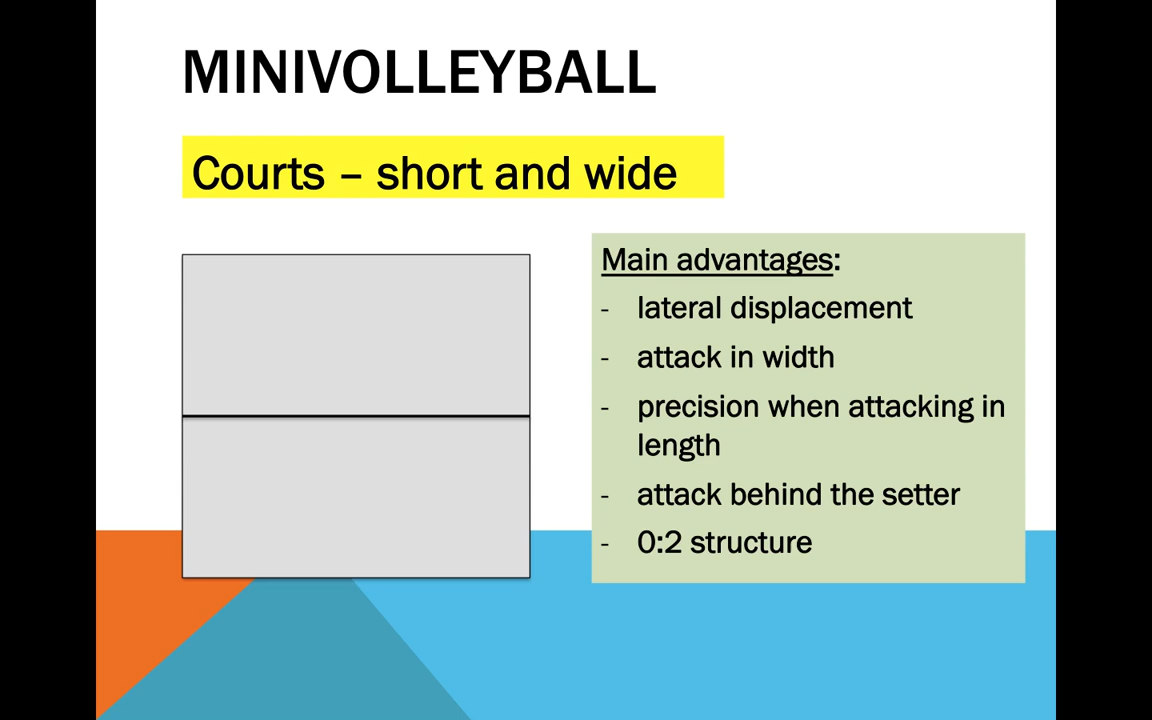 MINIVOLLEYBALL
Courts – short and wide
Main advantages:
- lateral displacement
- attack in width
- precision when attacking in
length
- attack behind the setter
- 0:2 structure